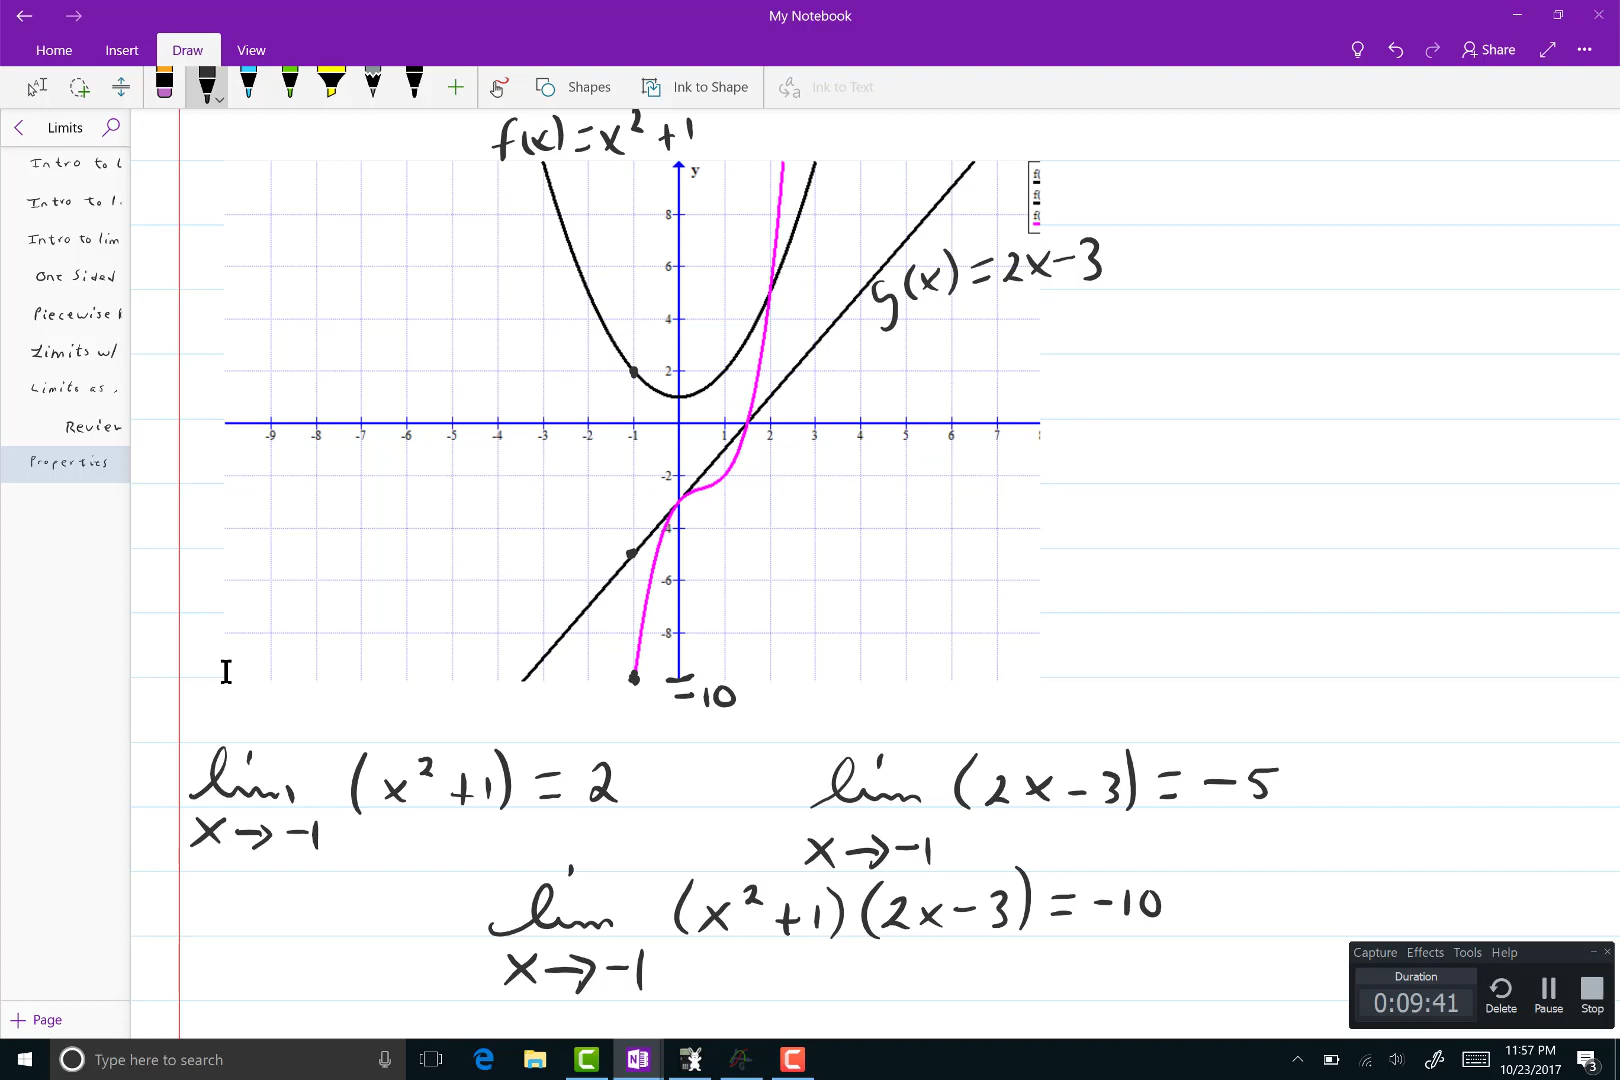 My Notebook
Home Insert Draw View
Share
Shapes Ink to Shape Ink to Text
Limits
Intro to
Intro to
Intro to lim
One Sided
Piecewise
Limits w/
Limits as
Review
Properties
Page
f(x) = x² + 1
y
f(
f(
f(
g(x) = 2x - 3
8
6
4
2
-9 -8 -7 -6 -5 -4 -3 -2 -1 1 2 3 4 5 6 7
-2
-4
-6
-8
-10
lim (x² + 1) = 2
x → -1
lim (2x - 3) = -5
x → -1
lim (x² + 1)(2x - 3) = -10
x → -1
Capture Effects Tools Help
Duration
0:09:41
Delete Pause Stop
Type here to search
11:57 PM
10/23/2017
3